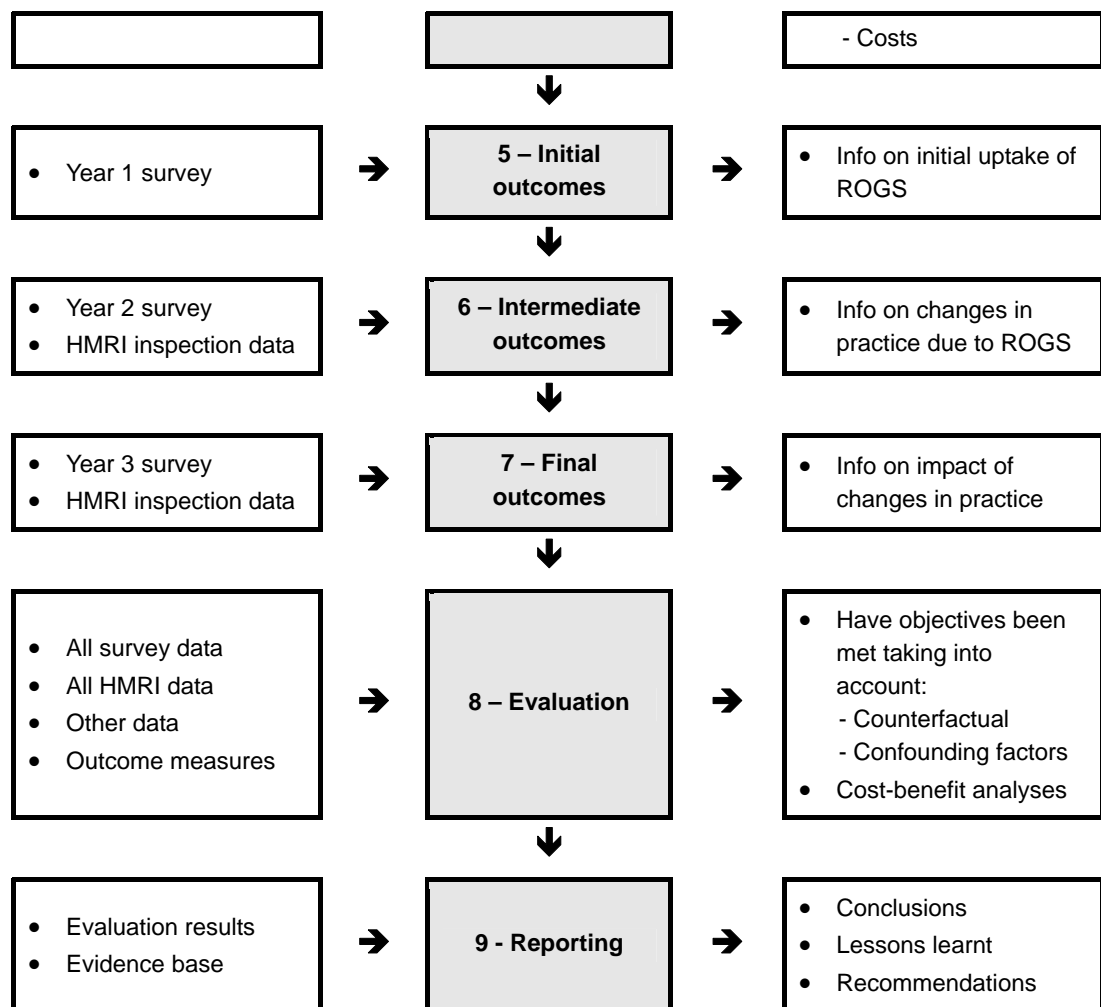 - Costs
• Year 1 survey
5 – Initial
outcomes
• Info on initial uptake of
ROGS
• Year 2 survey
• HMRI inspection data
6 – Intermediate
outcomes
• Info on changes in
practice due to ROGS
• Year 3 survey
• HMRI inspection data
7 – Final
outcomes
• Info on impact of
changes in practice
• All survey data
• All HMRI data
• Other data
• Outcome measures
8 – Evaluation
• Have objectives been
met taking into
account:
- Counterfactual
- Confounding factors
• Cost-benefit analyses
• Evaluation results
• Evidence base
9 - Reporting
• Conclusions
• Lessons learnt
• Recommendations